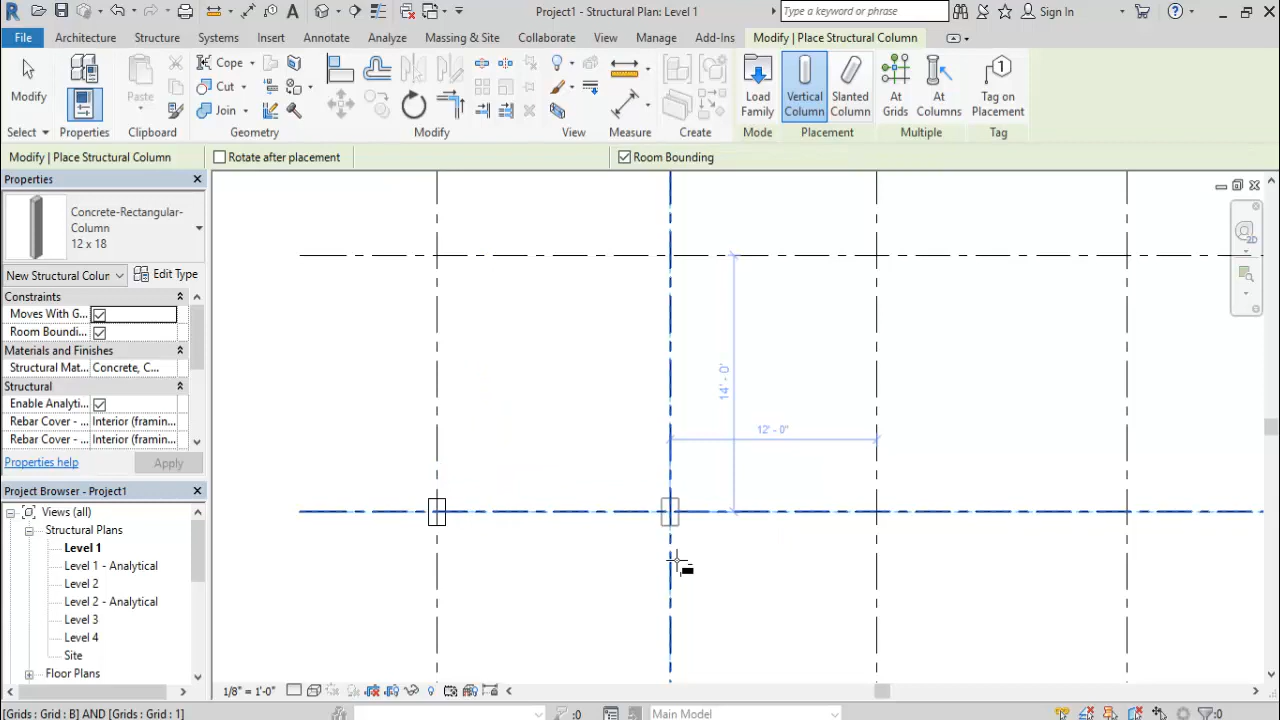 Project1 - Structural Plan: Level 1
Type a keyword or phrase
Sign In
File Architecture Structure Systems Insert Annotate Analyze Massing & Site Collaborate View Manage Add-Ins Modify | Place Structural Column
Modify
Paste
Cope
Cut
Join
Load Family
Vertical Column
Slanted Column
At Grids
At Columns
Tag on Placement
Select Properties Clipboard Geometry Modify View Measure Create Mode Placement Multiple Tag
Modify | Place Structural Column Rotate after placement Room Bounding
Properties
Concrete-Rectangular-
Column
12 x 18
New Structural Colur Edit Type
Constraints
Moves With G...
Room Boundi...
Materials and Finishes
Structural Mat... Concrete, C...
Structural
Enable Analyti...
Rebar Cover - ... Interior (framin...
Rebar Cover - ... Interior (framin...
Properties help Apply
Project Browser - Project1
Views (all)
Structural Plans
Level 1
Level 1 - Analytical
Level 2
Level 2 - Analytical
Level 3
Level 4
Site
Floor Plans
14' - 0"
12' - 0"
2D
1/8" = 1'-0"
[Grids : Grid : B] AND [Grids : Grid : 1] :0 Main Model :0